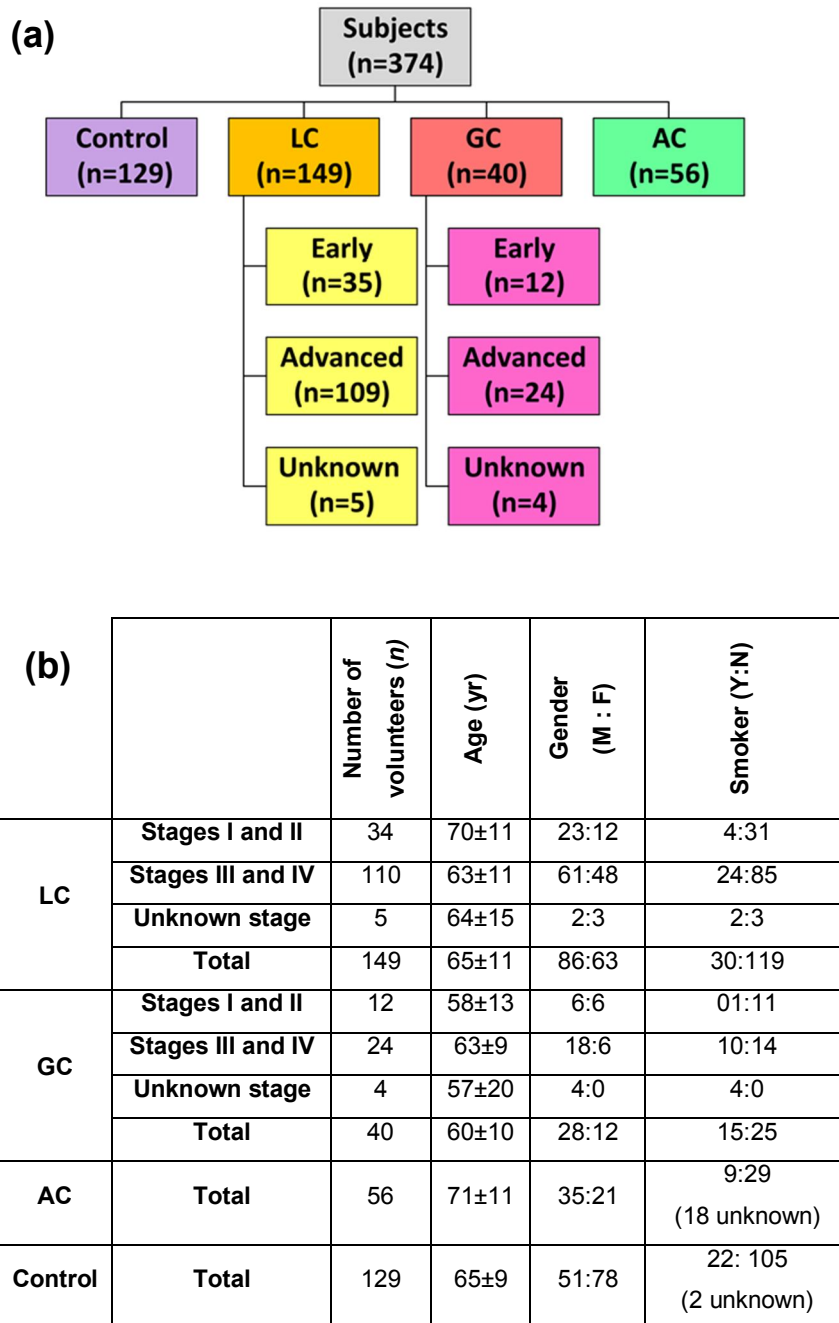 (a)
Subjects
(n=374)
Control
(n=129)
LC
(n=149)
GC
(n=40)
AC
(n=56)
Early
(n=35)
Advanced
(n=109)
Unknown
(n=5)
Early
(n=12)
Advanced
(n=24)
Unknown
(n=4)
(b)
Number of
volunteers (n)
Age (yr)
Gender
(M : F)
Smoker (Y:N)
LC
Stages I and II 34 70±11 23:12 4:31
Stages III and IV 110 63±11 61:48 24:85
Unknown stage 5 64±15 2:3 2:3
Total 149 65±11 86:63 30:119
GC
Stages I and II 12 58±13 6:6 01:11
Stages III and IV 24 63±9 18:6 10:14
Unknown stage 4 57±20 4:0 4:0
Total 40 60±10 28:12 15:25
AC Total 56 71±11 35:21 9:29
(18 unknown)
Control Total 129 65±9 51:78 22: 105
(2 unknown)